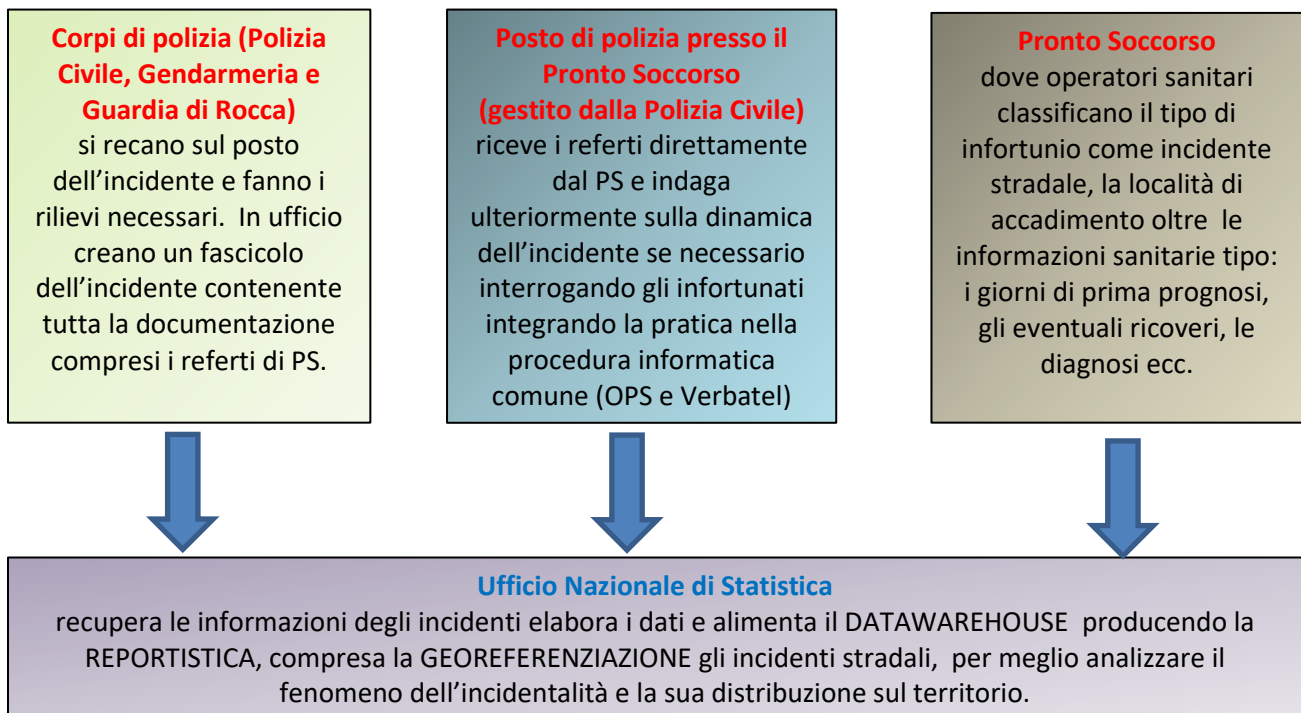 Corpi di polizia (Polizia
Civile, Gendarmeria e
Guardia di Rocca)
si recano sul posto
dell’incidente e fanno i
rilievi necessari.  In ufficio
creano un fascicolo
dell’incidente contenente
tutta la documentazione
compresi i referti di PS.
Posto di polizia presso il
Pronto Soccorso
(gestito dalla Polizia Civile)
riceve i referti direttamente
dal PS e indaga
ulteriormente sulla dinamica
dell’incidente se necessario
interrogando gli infortunati
integrando la pratica nella
procedura informatica
comune (OPS e Verbatel)
Pronto Soccorso
dove operatori sanitari
classificano il tipo di
infortunio come incidente
stradale, la località di
accadimento oltre  le
informazioni sanitarie tipo:
i giorni di prima prognosi,
gli eventuali ricoveri, le
diagnosi ecc.
Ufficio Nazionale di Statistica
recupera le informazioni degli incidenti elabora i dati e alimenta il DATAWAREHOUSE  producendo la
REPORTISTICA, compresa la GEOREFERENZIAZIONE gli incidenti stradali,  per meglio analizzare il
fenomeno dell’incidentalità e la sua distribuzione sul territorio.